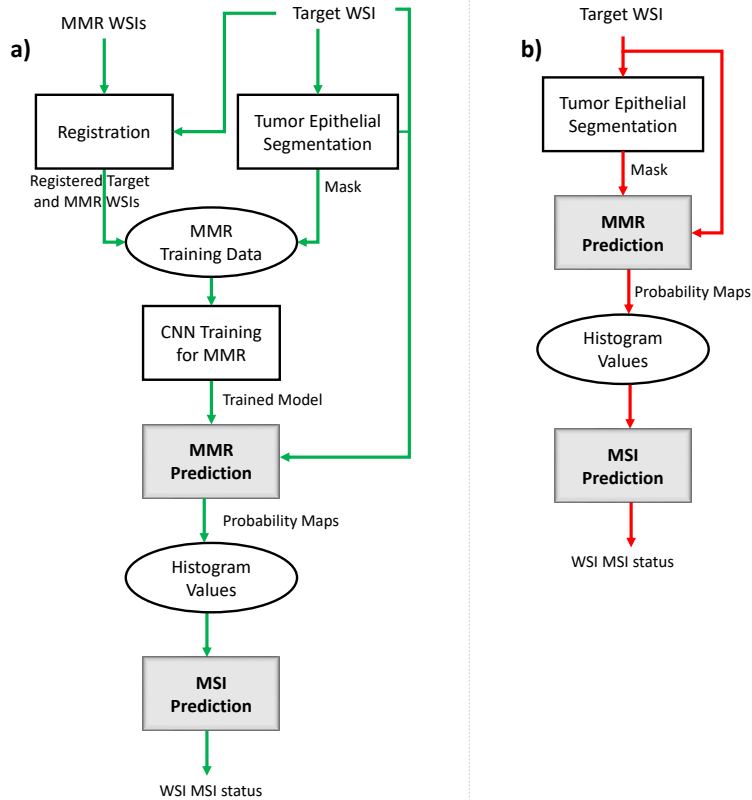 a)
MMR WSIs
Target WSI
Registration
Tumor Epithelial
Segmentation
Registered Target
and MMR WSIs
Mask
MMR
Training Data
CNN Training
for MMR
Trained Model
MMR
Prediction
Probability Maps
Histogram
Values
MSI
Prediction
WSI MSI status
b)
Target WSI
Tumor Epithelial
Segmentation
Mask
MMR
Prediction
Probability Maps
Histogram
Values
MSI
Prediction
WSI MSI status